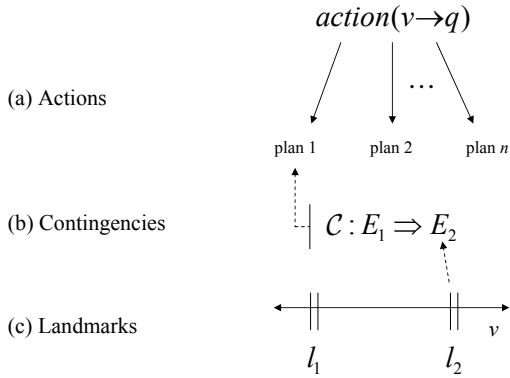 action(v→q)
(a) Actions
...
plan 1 plan 2 plan n
(b) Contingencies
𝒞 : E₁ ⇒ E₂
(c) Landmarks
v
l₁ l₂